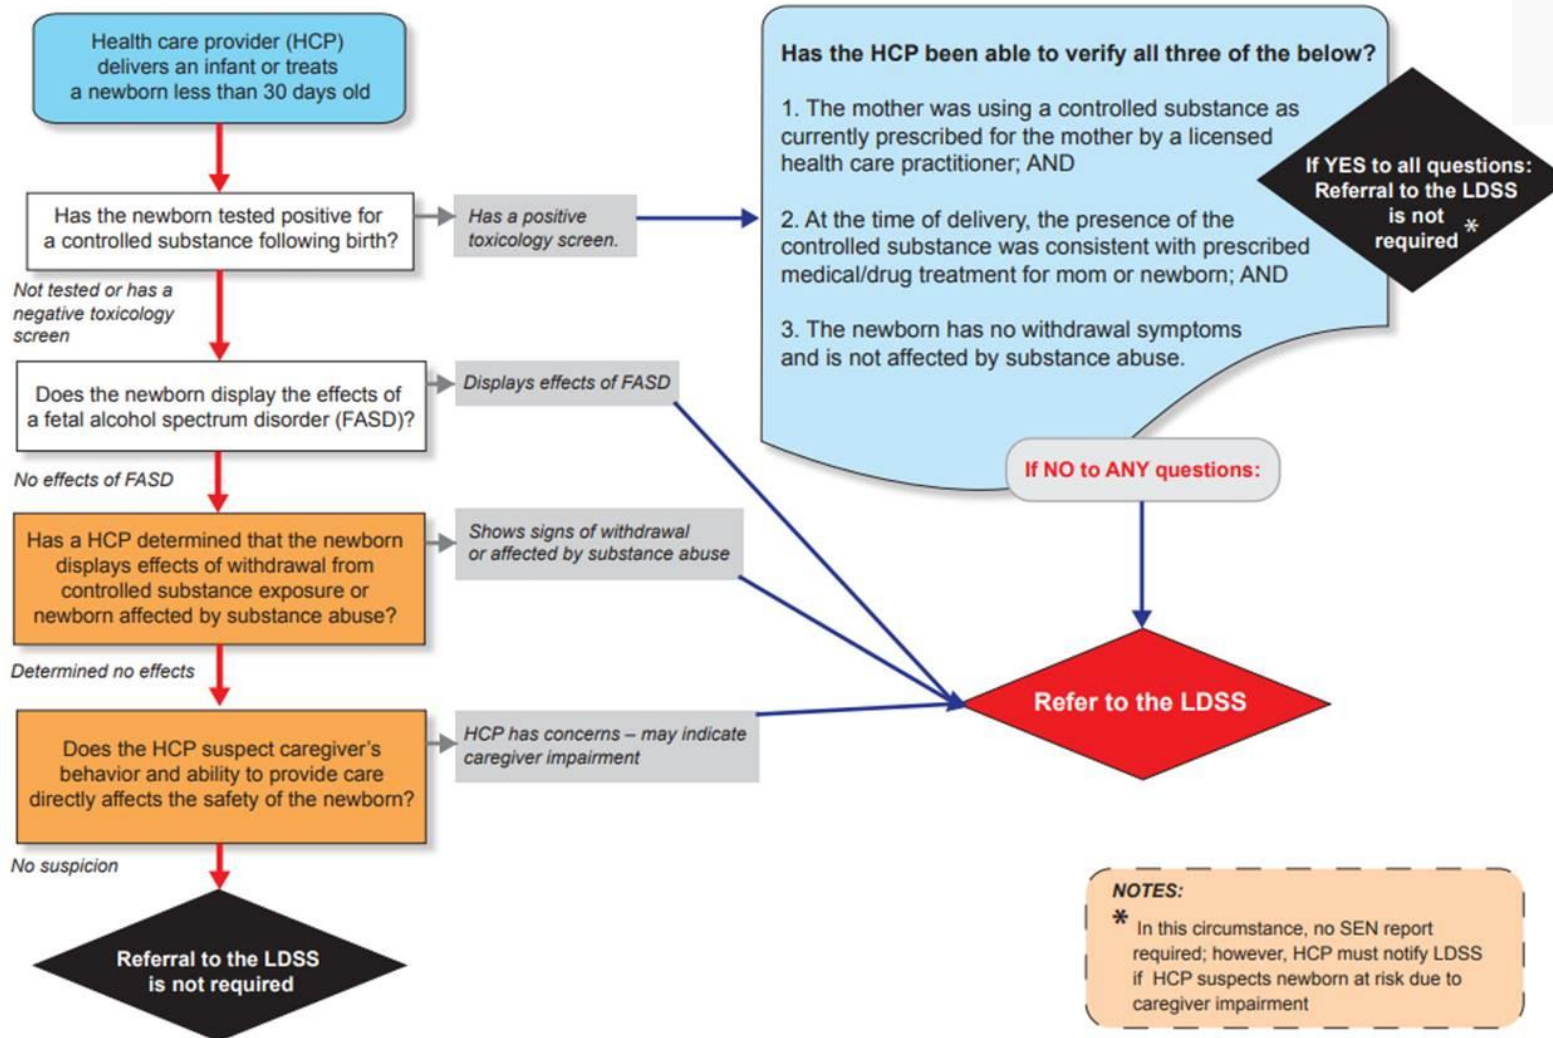 Health care provider (HCP)
delivers an infant or treats
a newborn less than 30 days old
Has the newborn tested positive for
a controlled substance following birth?
Has a positive
toxicology screen.
Not tested or has a
negative toxicology
screen
Does the newborn display the effects of
a fetal alcohol spectrum disorder (FASD)?
Displays effects of FASD
No effects of FASD
Has a HCP determined that the newborn
displays effects of withdrawal from
controlled substance exposure or
newborn affected by substance abuse?
Shows signs of withdrawal
or affected by substance abuse
Determined no effects
Does the HCP suspect caregiver's
behavior and ability to provide care
directly affects the safety of the newborn?
HCP has concerns – may indicate
caregiver impairment
No suspicion
Referral to the LDSS
is not required
Has the HCP been able to verify all three of the below?
1. The mother was using a controlled substance as
currently prescribed for the mother by a licensed
health care practitioner; AND
2. At the time of delivery, the presence of the
controlled substance was consistent with prescribed
medical/drug treatment for mom or newborn; AND
3. The newborn has no withdrawal symptoms
and is not affected by substance abuse.
If YES to all questions:
Referral to the LDSS
is not
required *
If NO to ANY questions:
Refer to the LDSS
NOTES:
* In this circumstance, no SEN report
required; however, HCP must notify LDSS
if HCP suspects newborn at risk due to
caregiver impairment